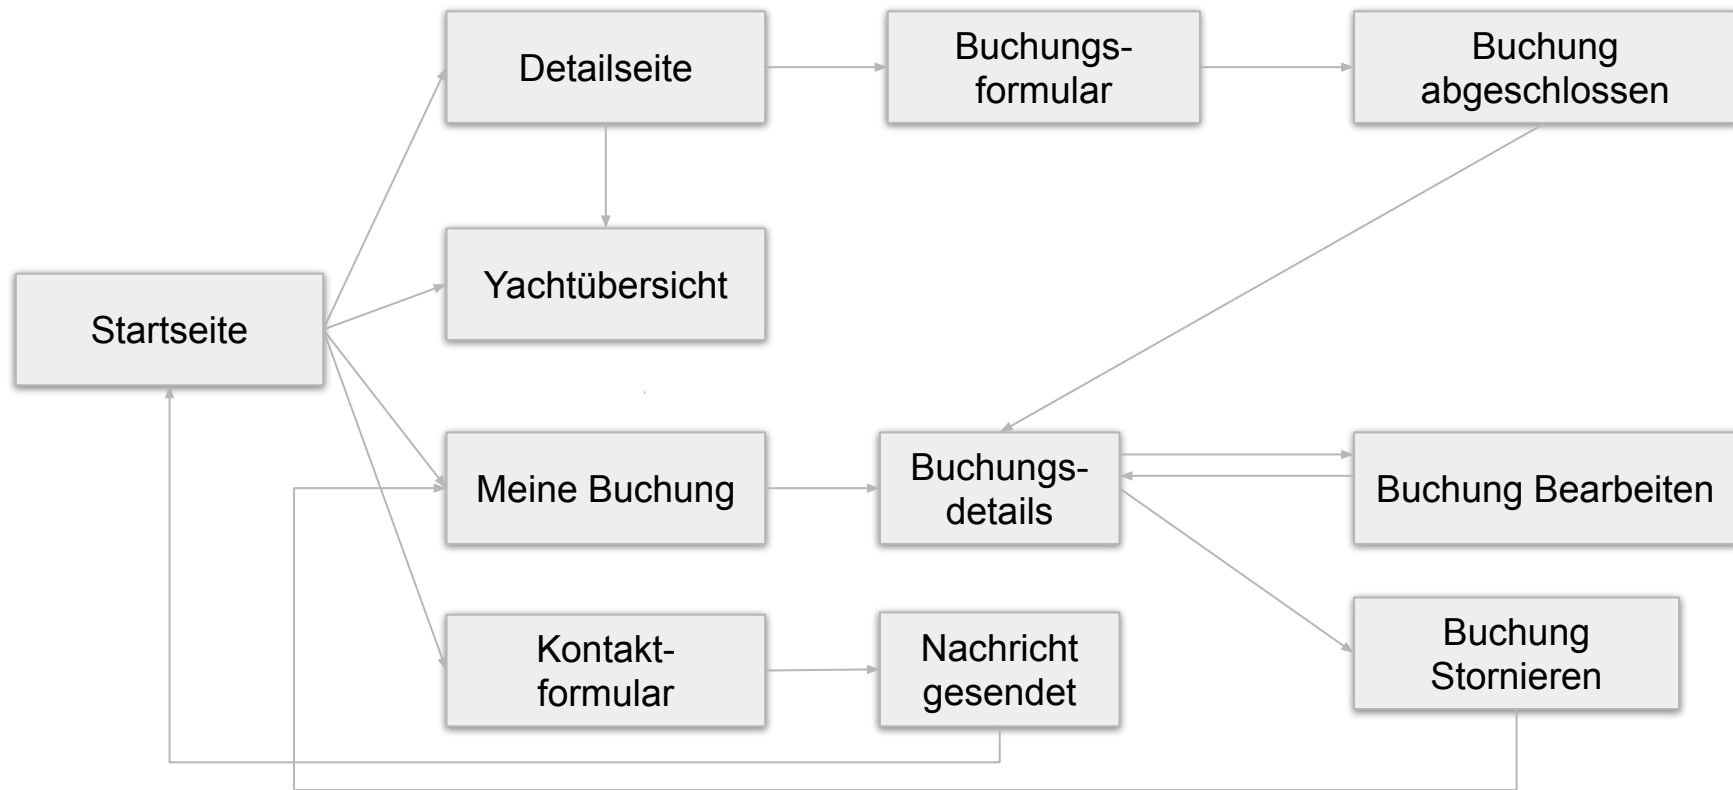 Detailseite
Buchungs-
formular
Buchung
abgeschlossen
Yachtübersicht
Startseite
Meine Buchung
Buchungs-
details
Buchung Bearbeiten
Kontakt-
formular
Nachricht
gesendet
Buchung
Stornieren